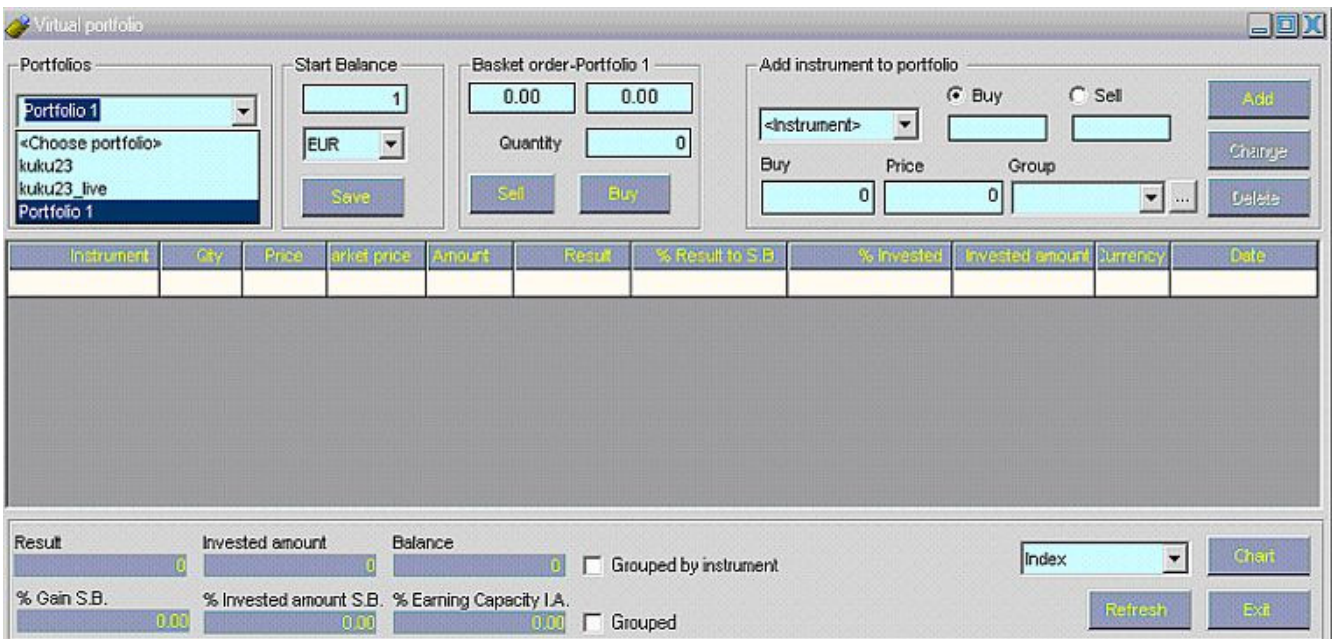 Virtual portfolio
Portfolios
Start Balance
Basket order-Portfolio 1
Add instrument to portfolio
Portfolio 1
1
0.00 0.00
<Instrument>
Buy Sell
Add
<Choose portfolio>
kuku23
kuku23_live
Portfolio 1
EUR
Quantity 0
Change
Buy Price Group
0 0 ...
Save
Sell Buy
Delete
Instrument Qty Price arket price Amount Result % Result to S.B. % Invested Invested amount Currency Date
Result Invested amount Balance
0 0 0
Grouped by instrument
Index
Chart
% Gain S.B. % Invested amount S.B. % Earning Capacity I.A.
0.00 0.00 0.00
Grouped
Refresh Exit